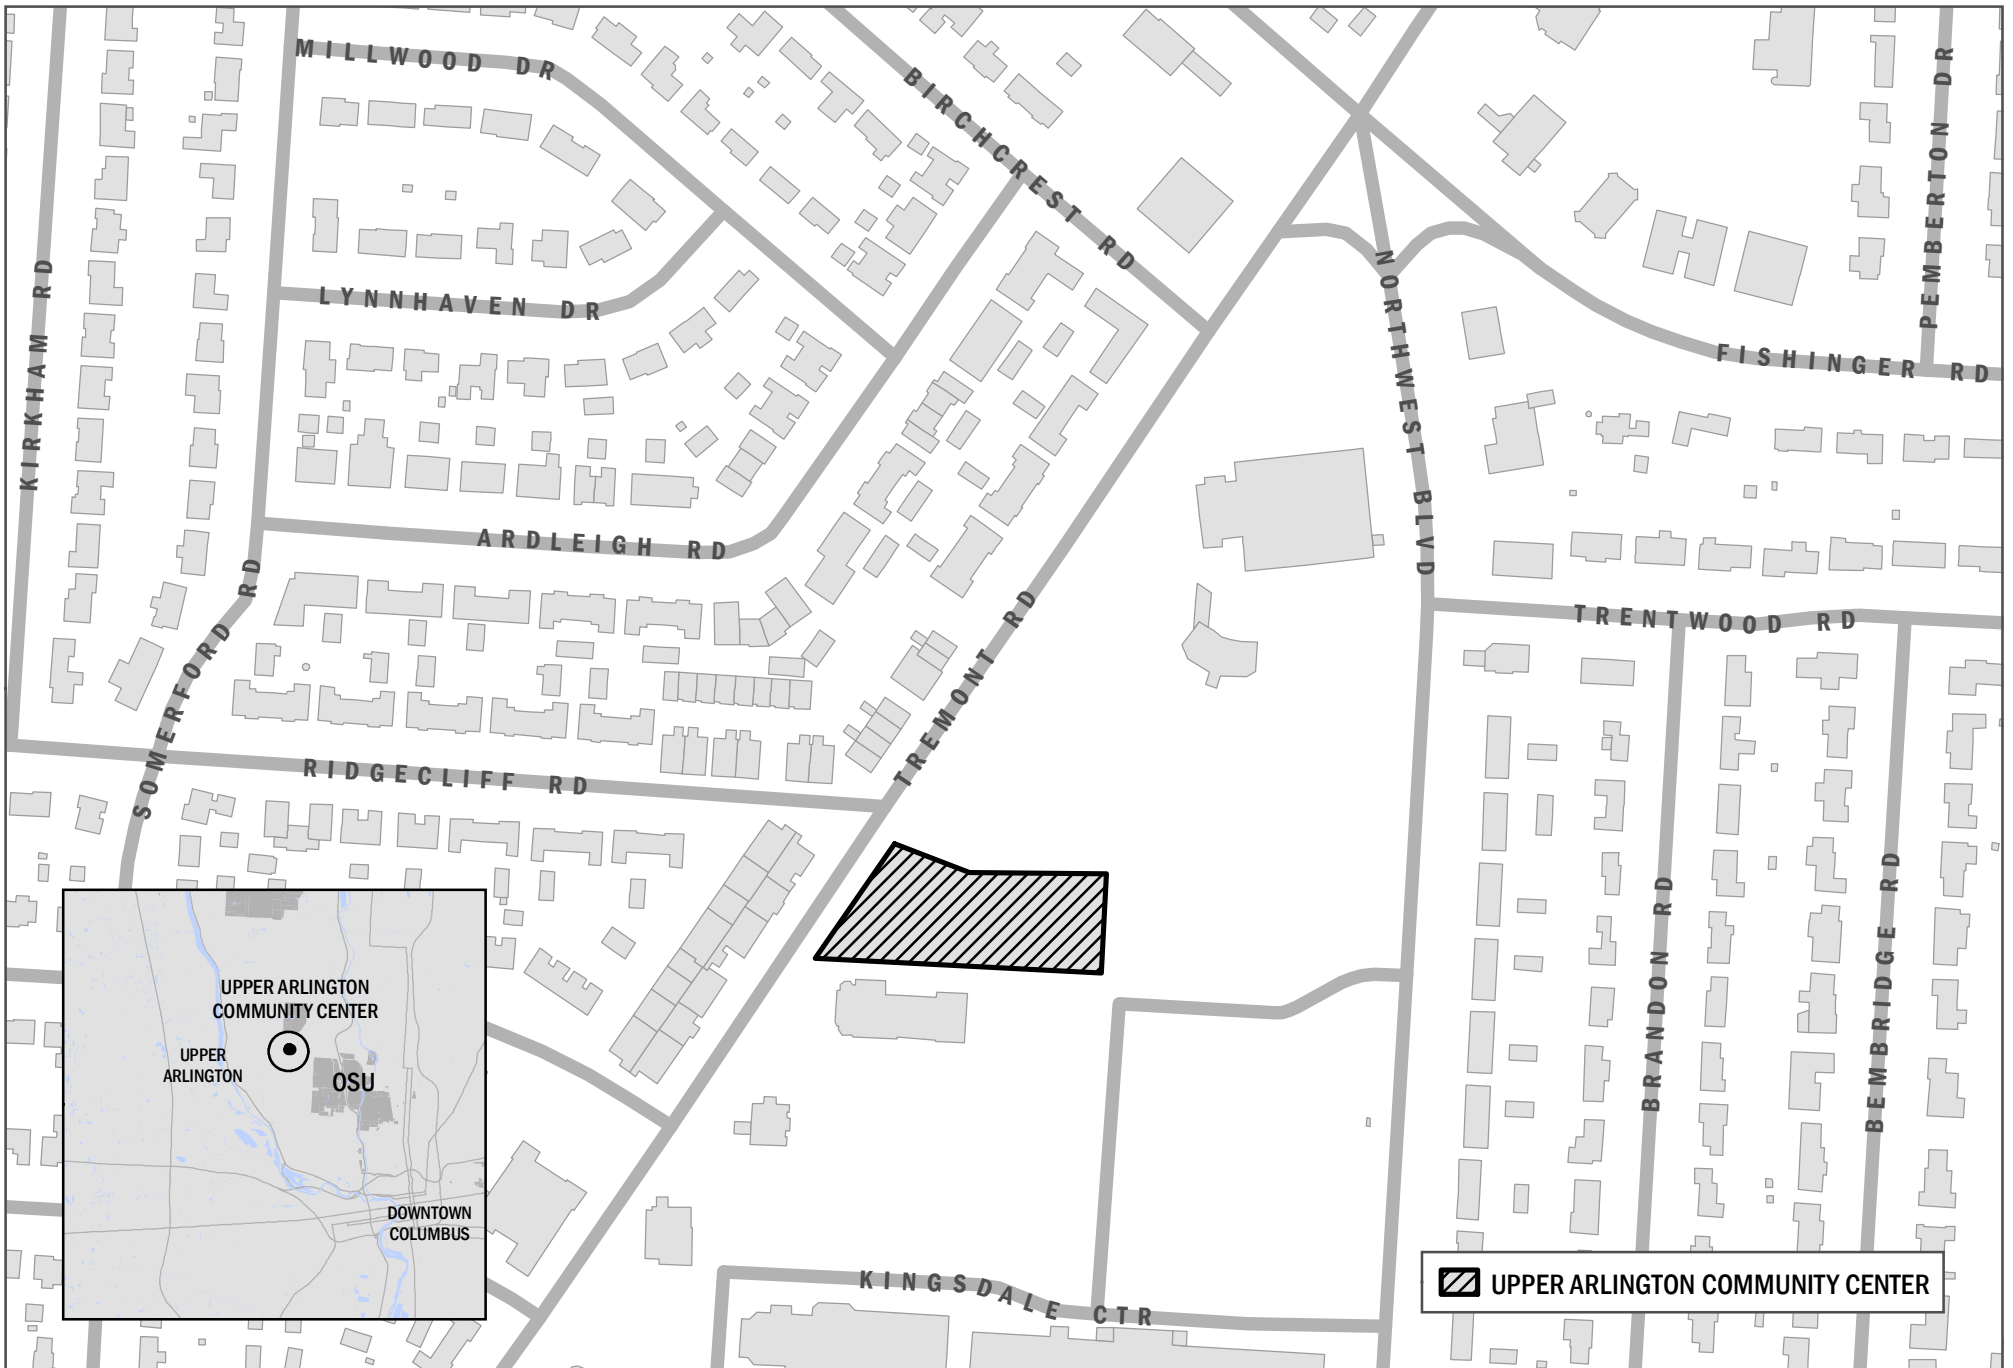 MILLWOOD DR
BIRCHCREST RD
PEMBERTON DR
KIRKHAM RD
LYNNHAVEN DR
NORTHWEST BLVD
FISHINGER RD
ARDLEIGH RD
SOMERFORD RD
TREMONT RD
TRENTWOOD RD
RIDGECLIFF RD
BRANDON RD
BEMBRIDGE RD
UPPER ARLINGTON
COMMUNITY CENTER
UPPER
ARLINGTON
OSU
DOWNTOWN
COLUMBUS
KINGSDALE CTR
UPPER ARLINGTON COMMUNITY CENTER